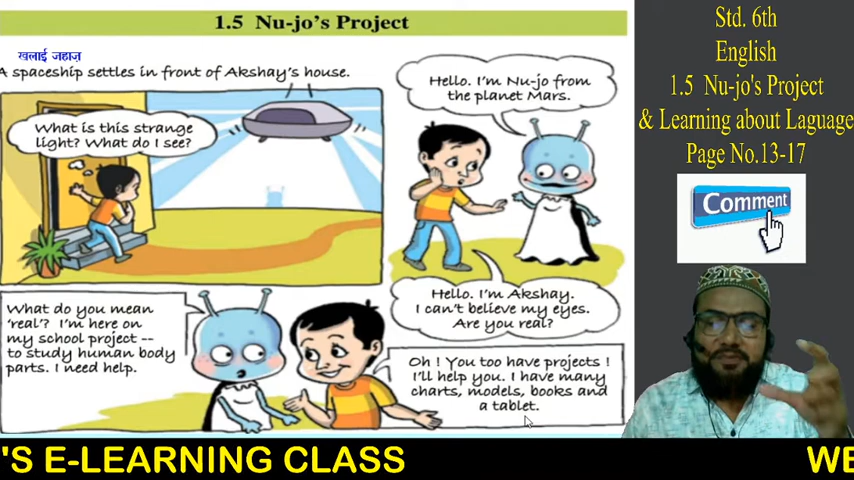 1.5 Nu-jo's Project
खलाई जहाज़
A spaceship settles in front of Akshay's house.
What is this strange
light? What do I see?
Hello. I'm Nu-jo from
the planet Mars.
Hello. I'm Akshay.
I can't believe my eyes.
Are you real?
What do you mean
'real'? I'm here on
my school project --
to study human body
parts. I need help.
Oh! You too have projects!
I'll help you. I have many
charts, models, books and
a tablet.
Std. 6th
English
1.5 Nu-jo's Project
& Learning about Laguage
Page No.13-17
Comment
'S E-LEARNING CLASS
WE